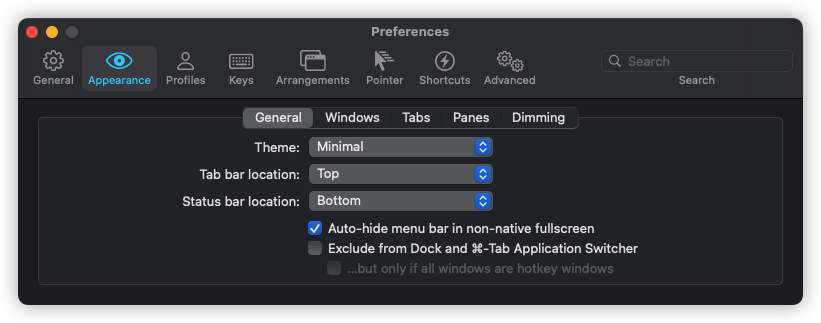 Preferences
General Appearance Profiles Keys Arrangements Pointer Shortcuts Advanced Search
Search
General Windows Tabs Panes Dimming
Theme: Minimal
Tab bar location: Top
Status bar location: Bottom
Auto-hide menu bar in non-native fullscreen
Exclude from Dock and ⌘-Tab Application Switcher
...but only if all windows are hotkey windows